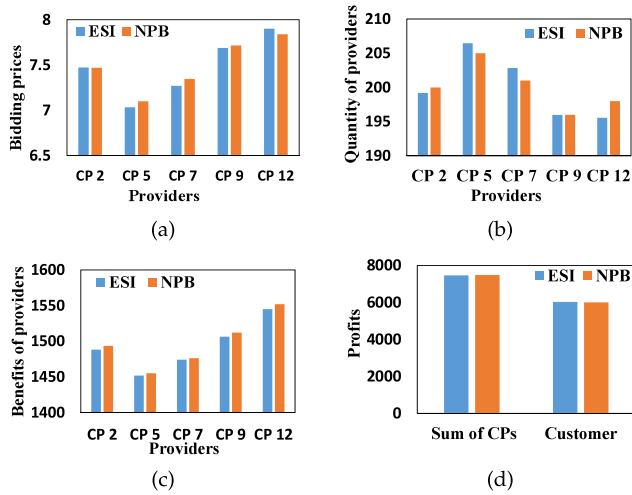 8
7.5
7
6.5
Bidding prices
ESI NPB
CP 2 CP 5 CP 7 CP 9 CP 12
Providers
(a)
210
205
200
195
190
Quantity of providers
ESI NPB
CP 2 CP 5 CP 7 CP 9 CP 12
Providers
(b)
1600
1550
1500
1450
1400
Benefits of providers
ESI NPB
CP 2 CP 5 CP 7 CP 9 CP 12
Providers
(c)
8000
6000
4000
2000
0
Profits
ESI NPB
Sum of CPs Customer
(d)